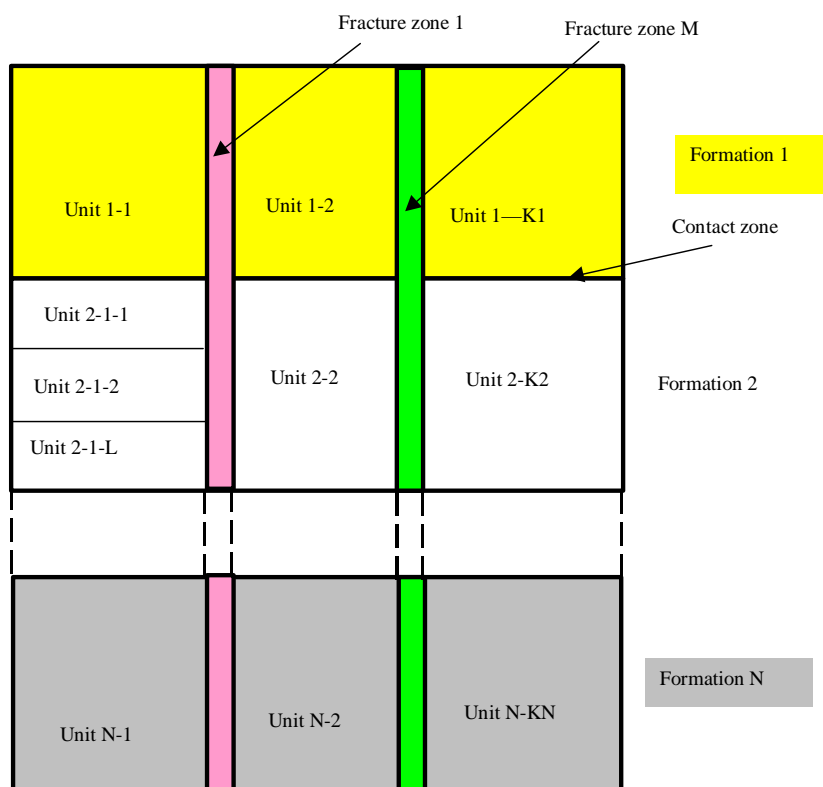 Fracture zone 1
Fracture zone M
Formation 1
Unit 1-1
Unit 1-2
Unit 1—K1
Contact zone
Unit 2-1-1
Unit 2-1-2
Unit 2-2
Unit 2-K2
Formation 2
Unit 2-1-L
Formation N
Unit N-1
Unit N-2
Unit N-KN